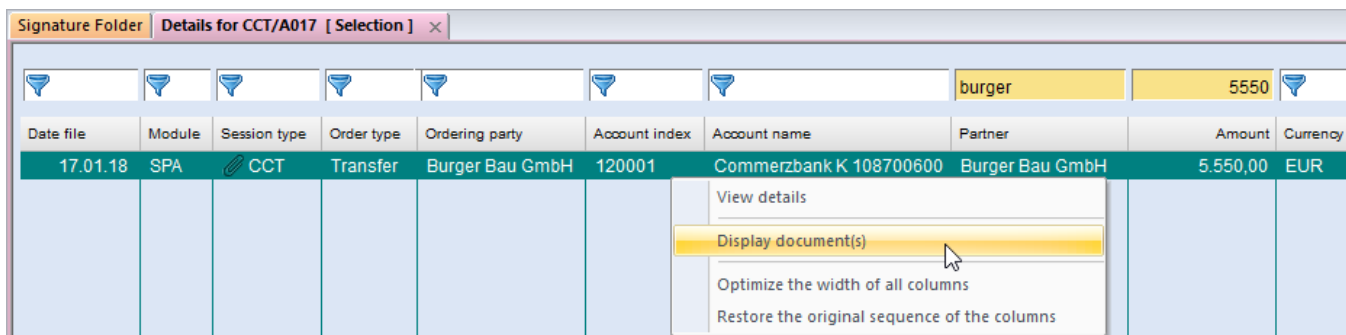 Signature Folder Details for CCT/A017 [ Selection ]
burger 5550
Date file Module Session type Order type Ordering party Account index Account name Partner Amount Currency
17.01.18 SPA CCT Transfer Burger Bau GmbH 120001 Commerzbank K 108700600 Burger Bau GmbH 5.550,00 EUR
View details
Display document(s)
Optimize the width of all columns
Restore the original sequence of the columns